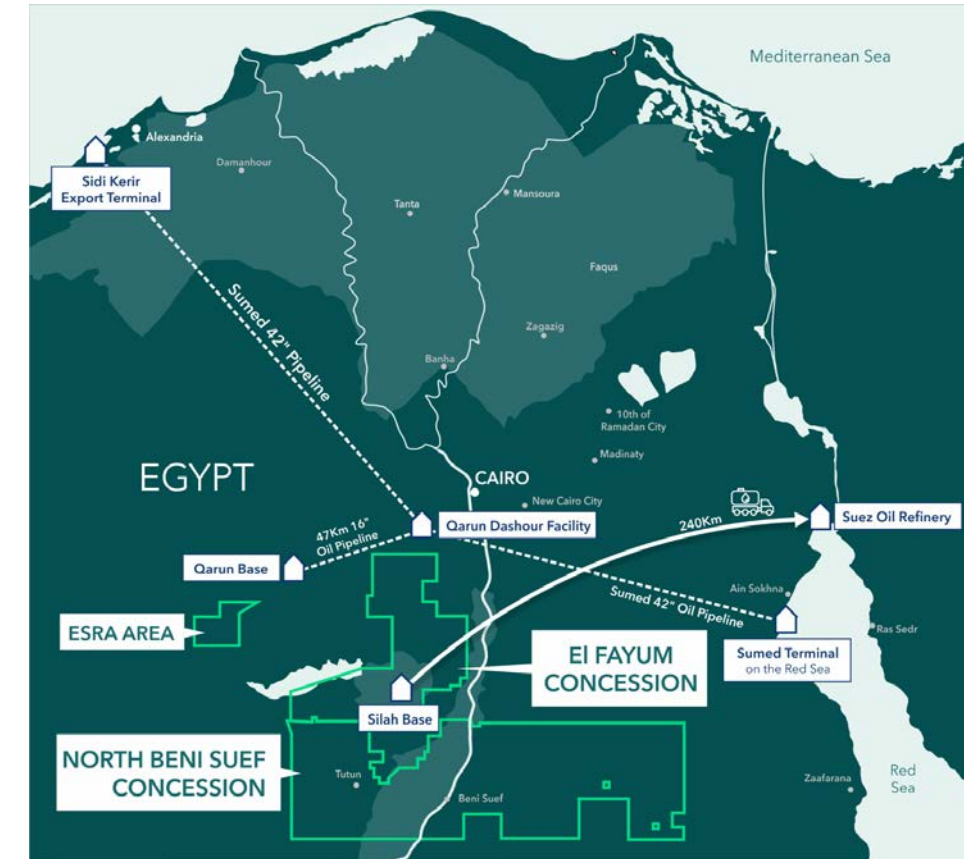 Mediterranean Sea
Alexandria
Damanhour
Sidi Kerir
Export Terminal
Tanta
Mansoura
Faqus
Sumed 42" Pipeline
Zagazig
Banha
10th of
Ramadan City
Madinaty
EGYPT
CAIRO
New Cairo City
240Km
Suez Oil Refinery
Qarun Dashour Facility
47Km 16"
Oil Pipeline
Qarun Base
Ain Sokhna
Sumed 42" Oil Pipeline
ESRA AREA
Ras Sedr
Sumed Terminal
on the Red Sea
El FAYUM
CONCESSION
Silah Base
NORTH BENI SUEF
CONCESSION
Tutun
Beni Suef
Zaafarana
Red
Sea